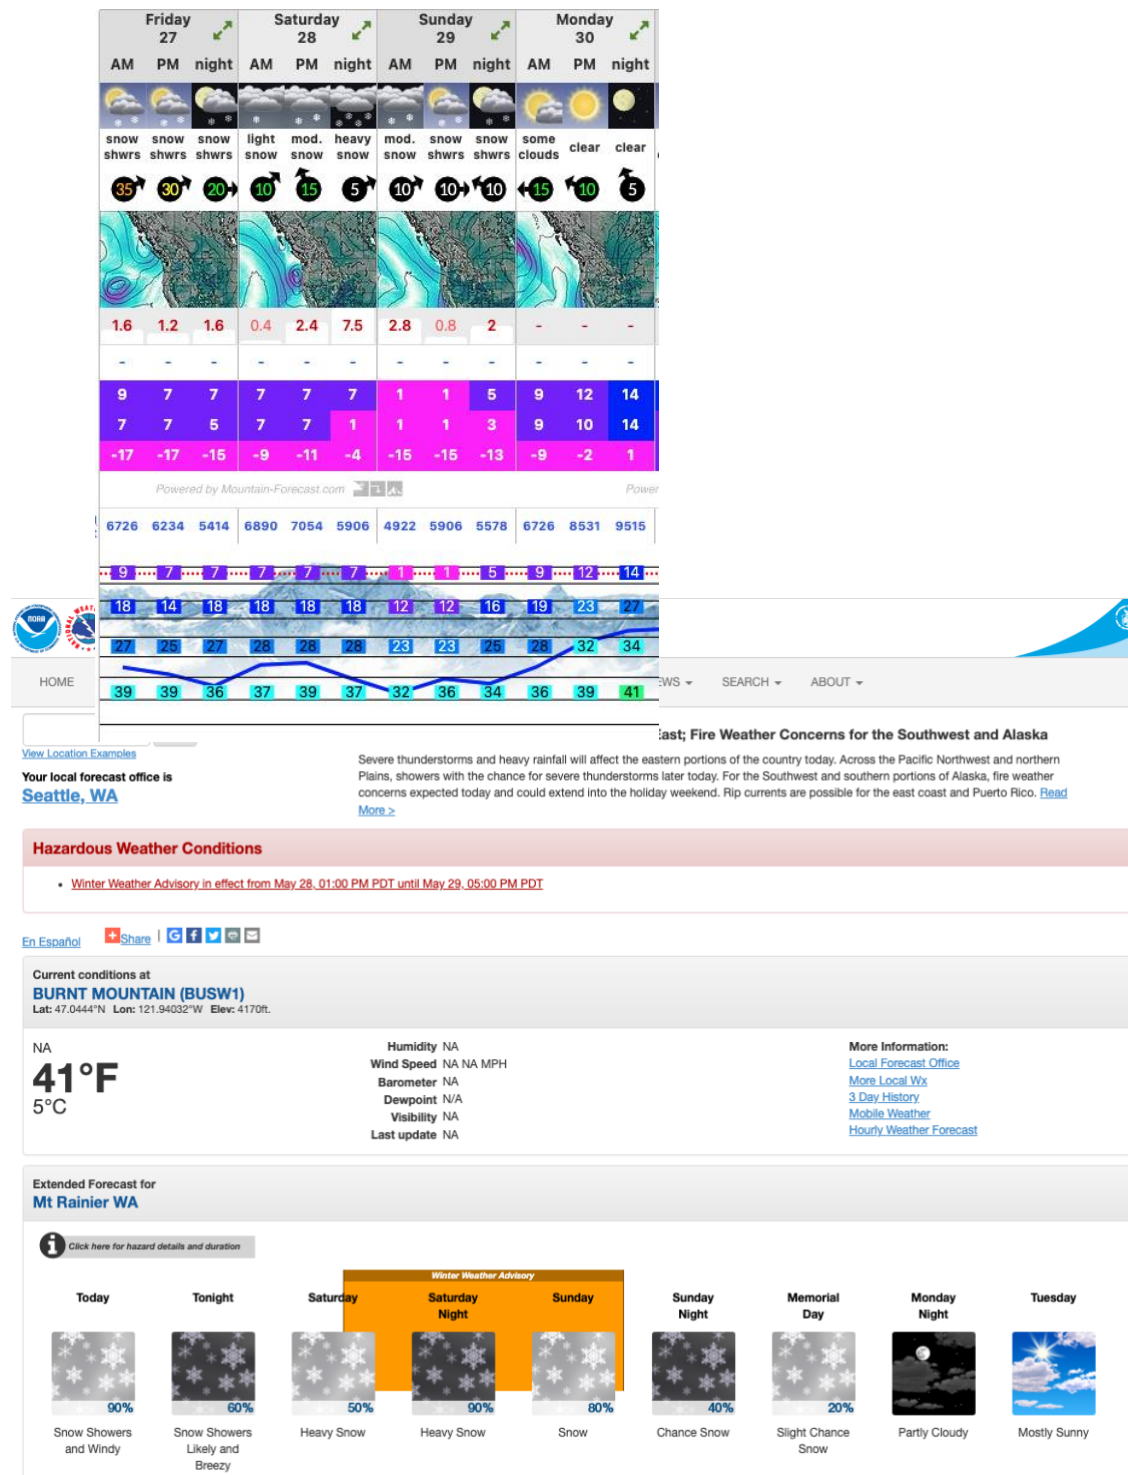 Friday Saturday Sunday Monday
27 28 29 30
AM PM night AM PM night AM PM night AM PM night
snow snow snow light mod. heavy mod. snow snow some clear clear
shwrs shwrs shwrs snow snow snow snow shwrs shwrs clouds
35 30 20 10 15 5 10 10 10 15 10 5
1.6 1.2 1.6 0.4 2.4 7.5 2.8 0.8 2 - - -
- - - - - - - - - - - -
9 7 7 7 7 7 1 1 5 9 12 14
7 7 5 7 7 1 1 1 3 9 10 14
-17 -17 -15 -9 -11 -4 -15 -15 -13 -9 -2 1
Powered by Mountain-Forecast.com Power
6726 6234 5414 6890 7054 5906 4922 5906 5578 6726 8531 9515
9 7 7 7 7 7 1 1 5 9 12 14
18 14 18 18 18 18 12 12 16 19 23 27
27 25 27 28 28 28 23 23 25 28 32 34
39 39 36 37 39 37 32 36 34 36 39 41
NOAA
HOME EWS SEARCH ABOUT
East; Fire Weather Concerns for the Southwest and Alaska
View Location Examples
Your local forecast office is
Seattle, WA
Severe thunderstorms and heavy rainfall will affect the eastern portions of the country today. Across the Pacific Northwest and northern
Plains, showers with the chance for severe thunderstorms later today. For the Southwest and southern portions of Alaska, fire weather
concerns expected today and could extend into the holiday weekend. Rip currents are possible for the east coast and Puerto Rico. Read
More >
Hazardous Weather Conditions
• Winter Weather Advisory in effect from May 28, 01:00 PM PDT until May 29, 05:00 PM PDT
En Español Share |
Current conditions at
BURNT MOUNTAIN (BUSW1)
Lat: 47.0444°N Lon: 121.94032°W Elev: 4170ft.
NA
41°F
5°C
Humidity NA
Wind Speed NA NA MPH
Barometer NA
Dewpoint N/A
Visibility NA
Last update NA
More Information:
Local Forecast Office
More Local Wx
3 Day History
Mobile Weather
Hourly Weather Forecast
Extended Forecast for
Mt Rainier WA
Click here for hazard details and duration
Winter Weather Advisory
Today Tonight Saturday Saturday Night Sunday Sunday Night Memorial Day Monday Night Tuesday
90% 60% 50% 90% 80% 40% 20%
Snow Showers and Windy
Snow Showers Likely and Breezy
Heavy Snow
Heavy Snow
Snow
Chance Snow
Slight Chance Snow
Partly Cloudy
Mostly Sunny